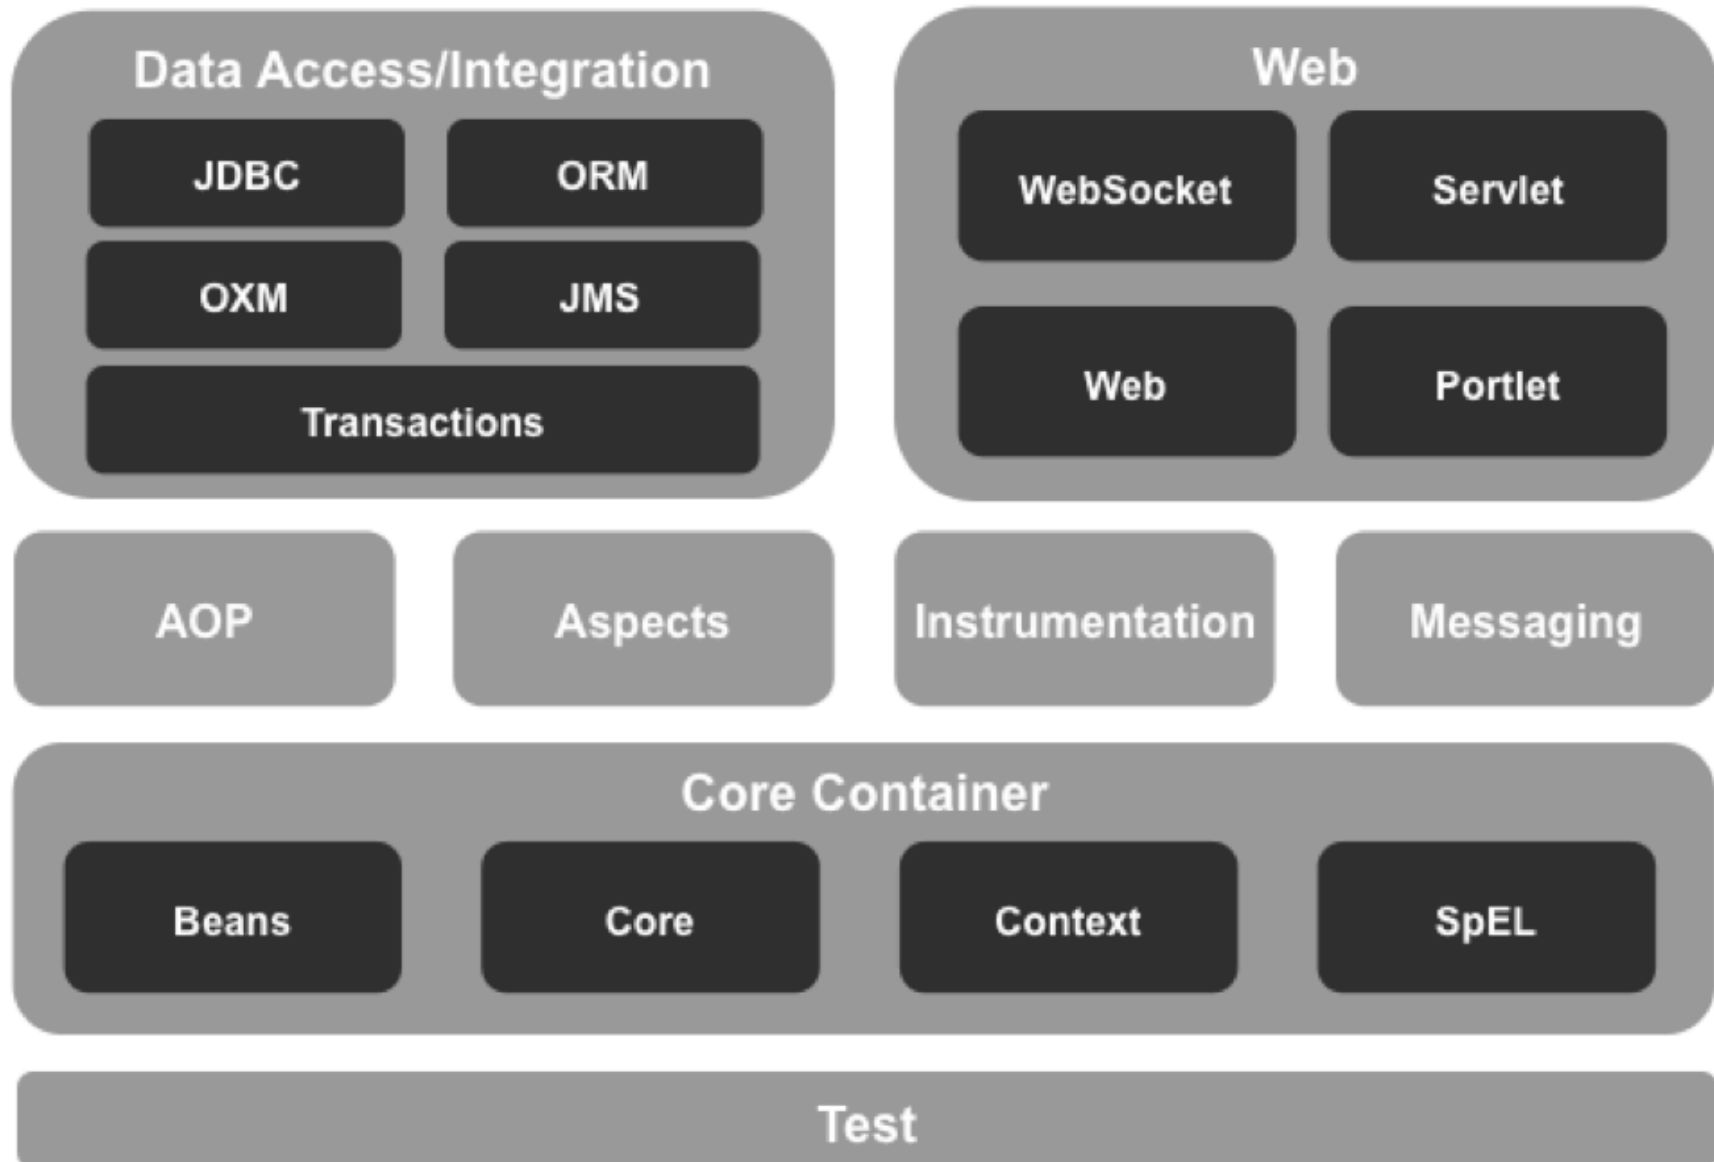 Data Access/Integration
JDBC
ORM
OXM
JMS
Transactions
Web
WebSocket
Servlet
Web
Portlet
AOP
Aspects
Instrumentation
Messaging
Core Container
Beans
Core
Context
SpEL
Test